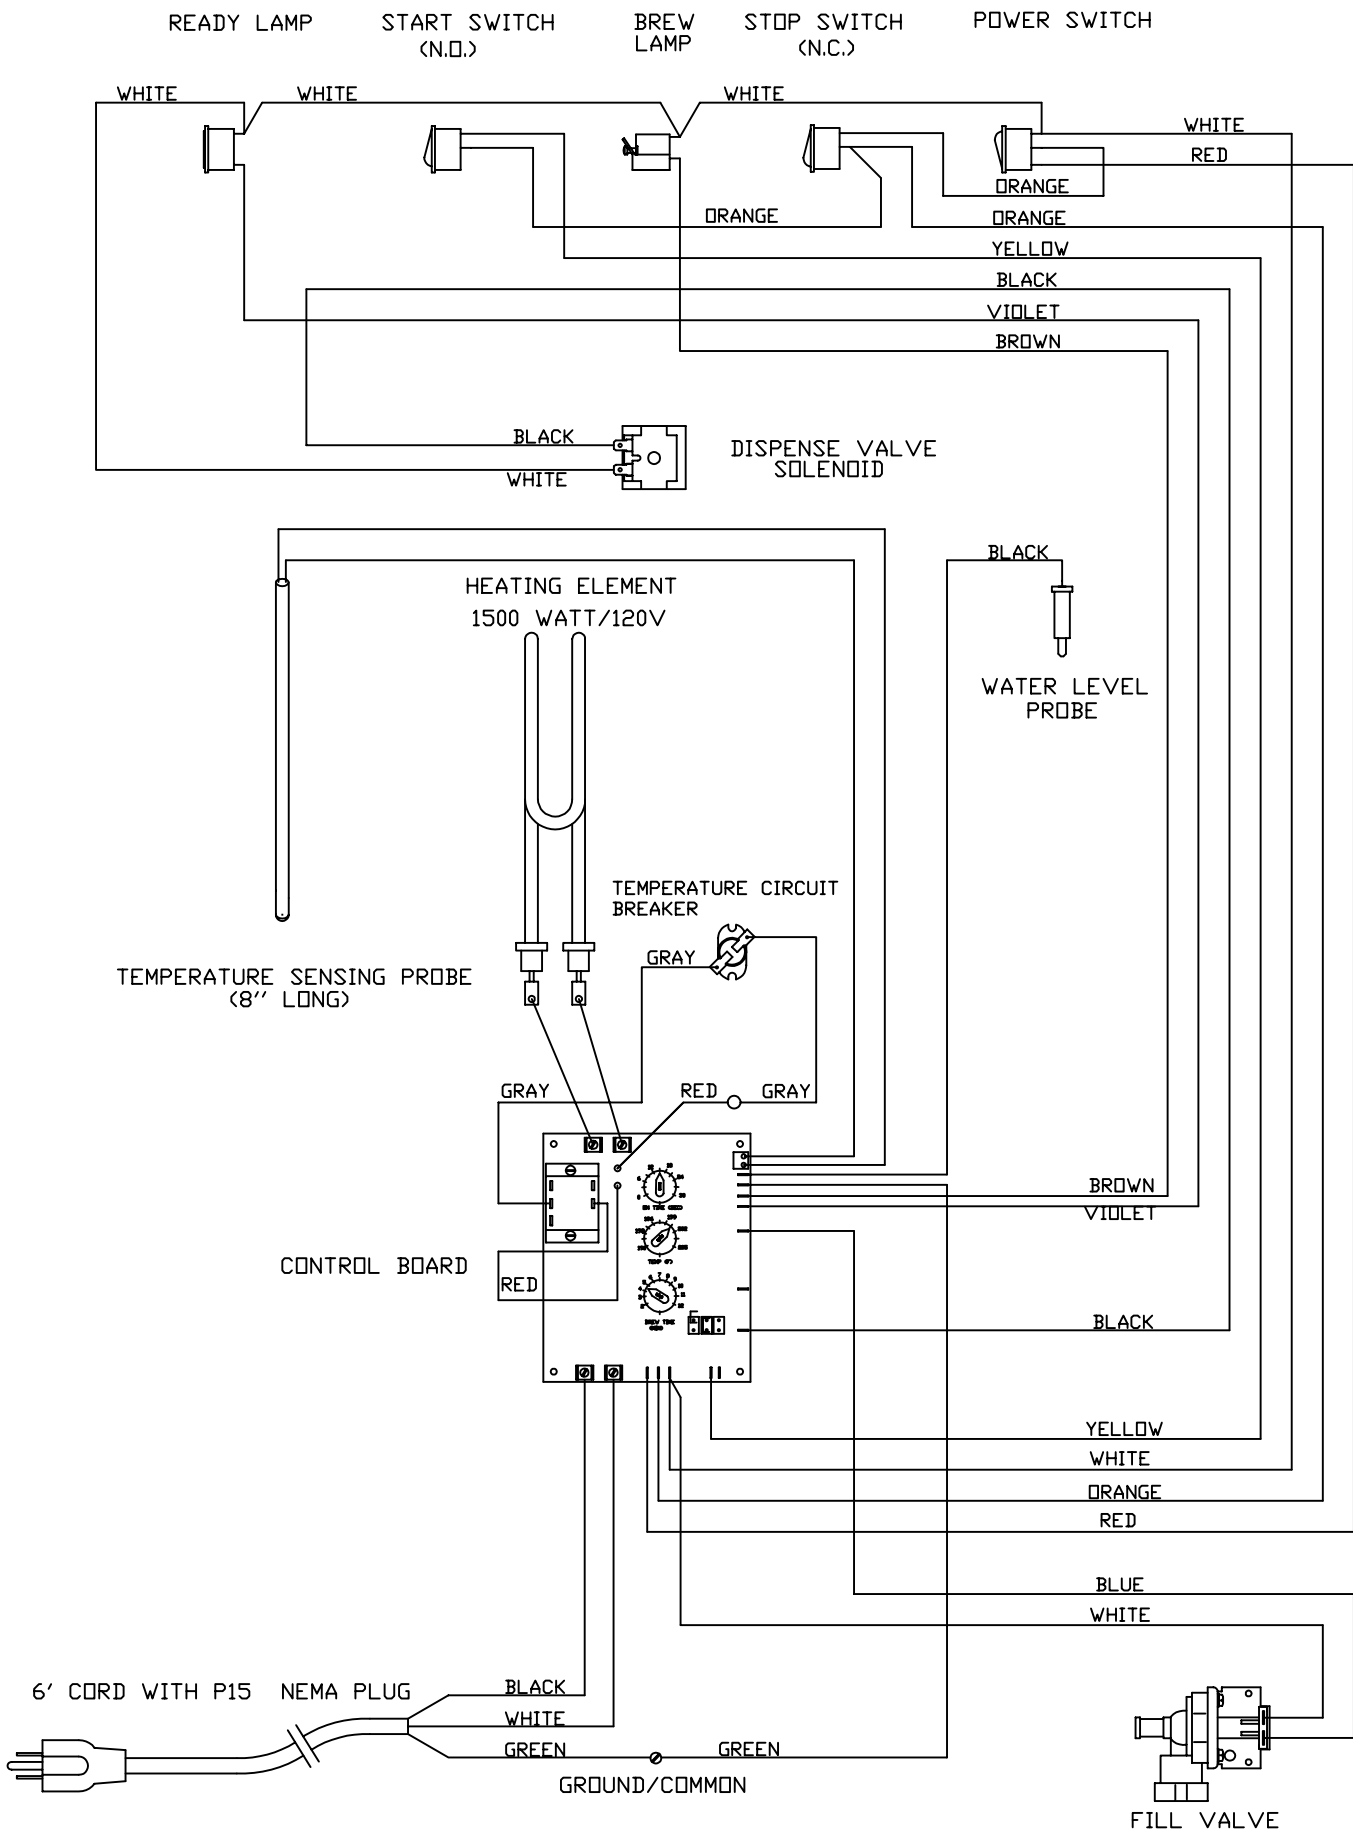 READY LAMP
START SWITCH
(N.O.)
BREW
LAMP
STOP SWITCH
(N.C.)
POWER SWITCH
WHITE
WHITE
WHITE
WHITE
RED
ORANGE
ORANGE
ORANGE
YELLOW
BLACK
VIOLET
BROWN
BLACK
WHITE
DISPENSE VALVE
SOLENOID
BLACK
HEATING ELEMENT
1500 WATT/120V
WATER LEVEL
PROBE
TEMPERATURE CIRCUIT
BREAKER
GRAY
TEMPERATURE SENSING PROBE
(8'' LONG)
GRAY
RED
GRAY
BROWN
VIOLET
CONTROL BOARD
RED
TEMP
BREW TIME
BLACK
YELLOW
WHITE
ORANGE
RED
BLUE
WHITE
6' CORD WITH P15 NEMA PLUG
BLACK
WHITE
GREEN
GREEN
GROUND/COMMON
FILL VALVE